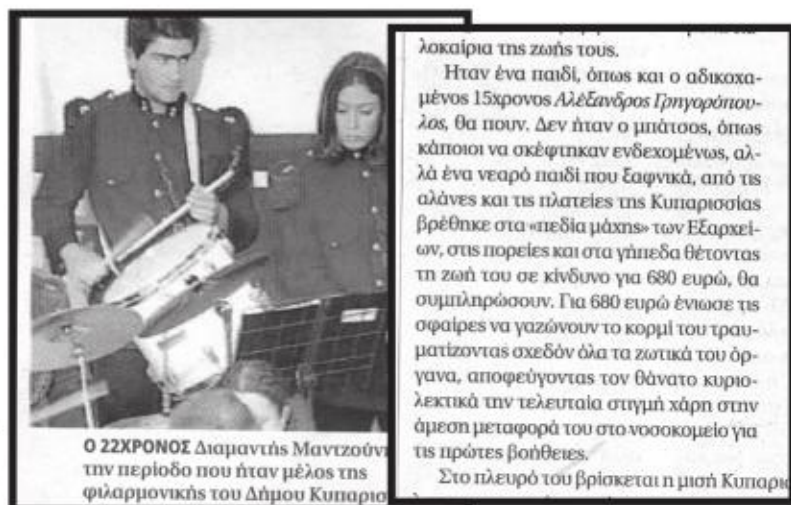 Ο 22ΧΡΟΝΟΣ Διαμαντής Μαντζούν
την περίοδο που ήταν μέλος της
φιλαρμονικής του Δήμου Κυπαρισ
λοκαίρια της ζωής τους.
Ηταν ένα παιδί, όπως και ο αδικοχα-
μένος 15χρονος Αλέξανδρος Γρηγορόπου-
λος, θα πουν. Δεν ήταν ο μπάτσος, όπως
κάποιοι να σκέφτηκαν ενδεχομένως, αλ-
λά ένα νεαρό παιδί που ξαφνικά, από τις
αλάνες και τις πλατείες της Κυπαρισσίας
βρέθηκε στα «πεδία μάχης» των Εξαρχεί-
ων, στις πορείες και στα γήπεδα θέτοντας
τη ζωή του σε κίνδυνο για 680 ευρώ, θα
συμπληρώσουν. Για 680 ευρώ ένιωσε τις
σφαίρες να γαζώνουν το κορμί του τραυ-
ματίζοντας σχεδόν όλα τα ζωτικά του όρ-
γανα, αποφεύγοντας τον θάνατο κυριο-
λεκτικά την τελευταία στιγμή χάρη στην
άμεση μεταφορά του στο νοσοκομείο για
τις πρώτες βοήθειες.
Στο πλευρό του βρίσκεται η μισή Κυπαρισ